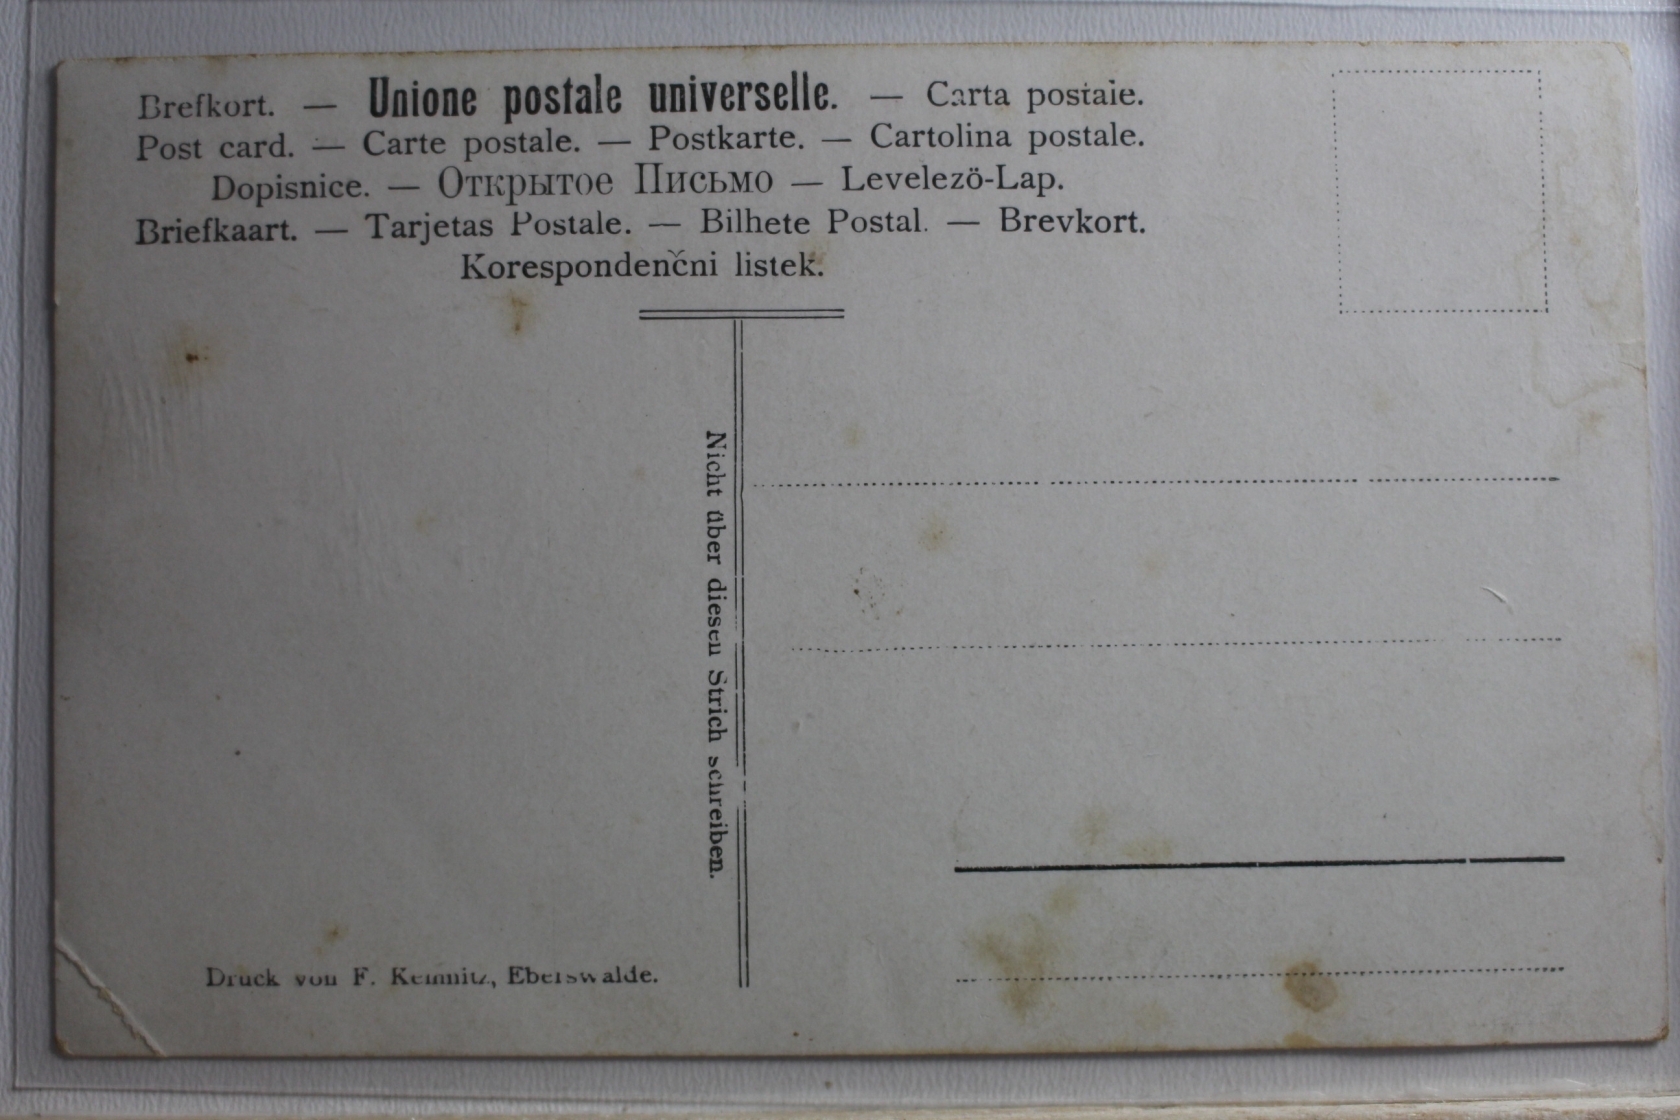 Brefkort. — Unione postale universelle. — Carta postale.
Post card. — Carte postale. — Postkarte. — Cartolina postale.
Dopisnice. — Открытое Письмо — Levelezö-Lap.
Briefkaart. — Tarjetas Postale. — Bilhete Postal. — Brevkort.
Korespondenčni listek.
Nicht über diesen Strich schreiben.
Druck von F. Kemnitz, Eberswalde.